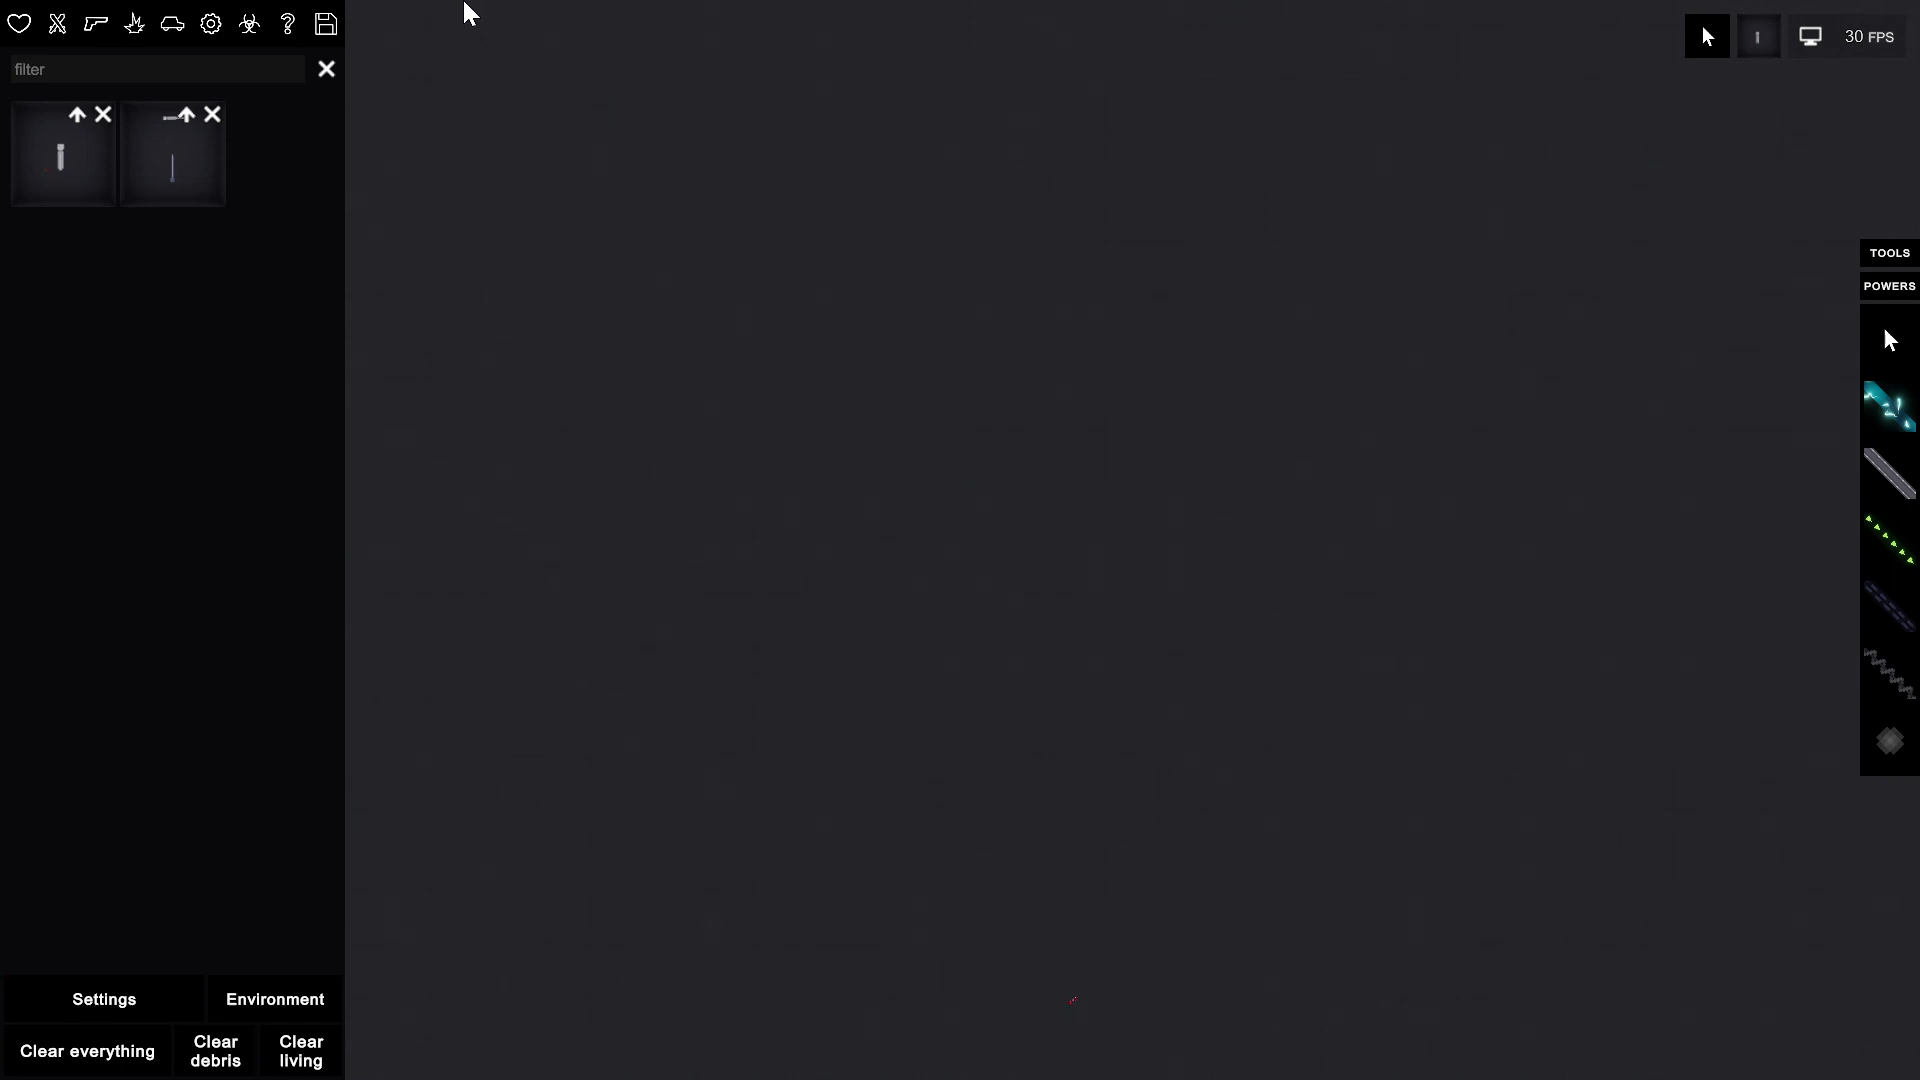 filter
30 FPS
TOOLS
POWERS
Settings
Environment
Clear everything
Clear
debris
Clear
living